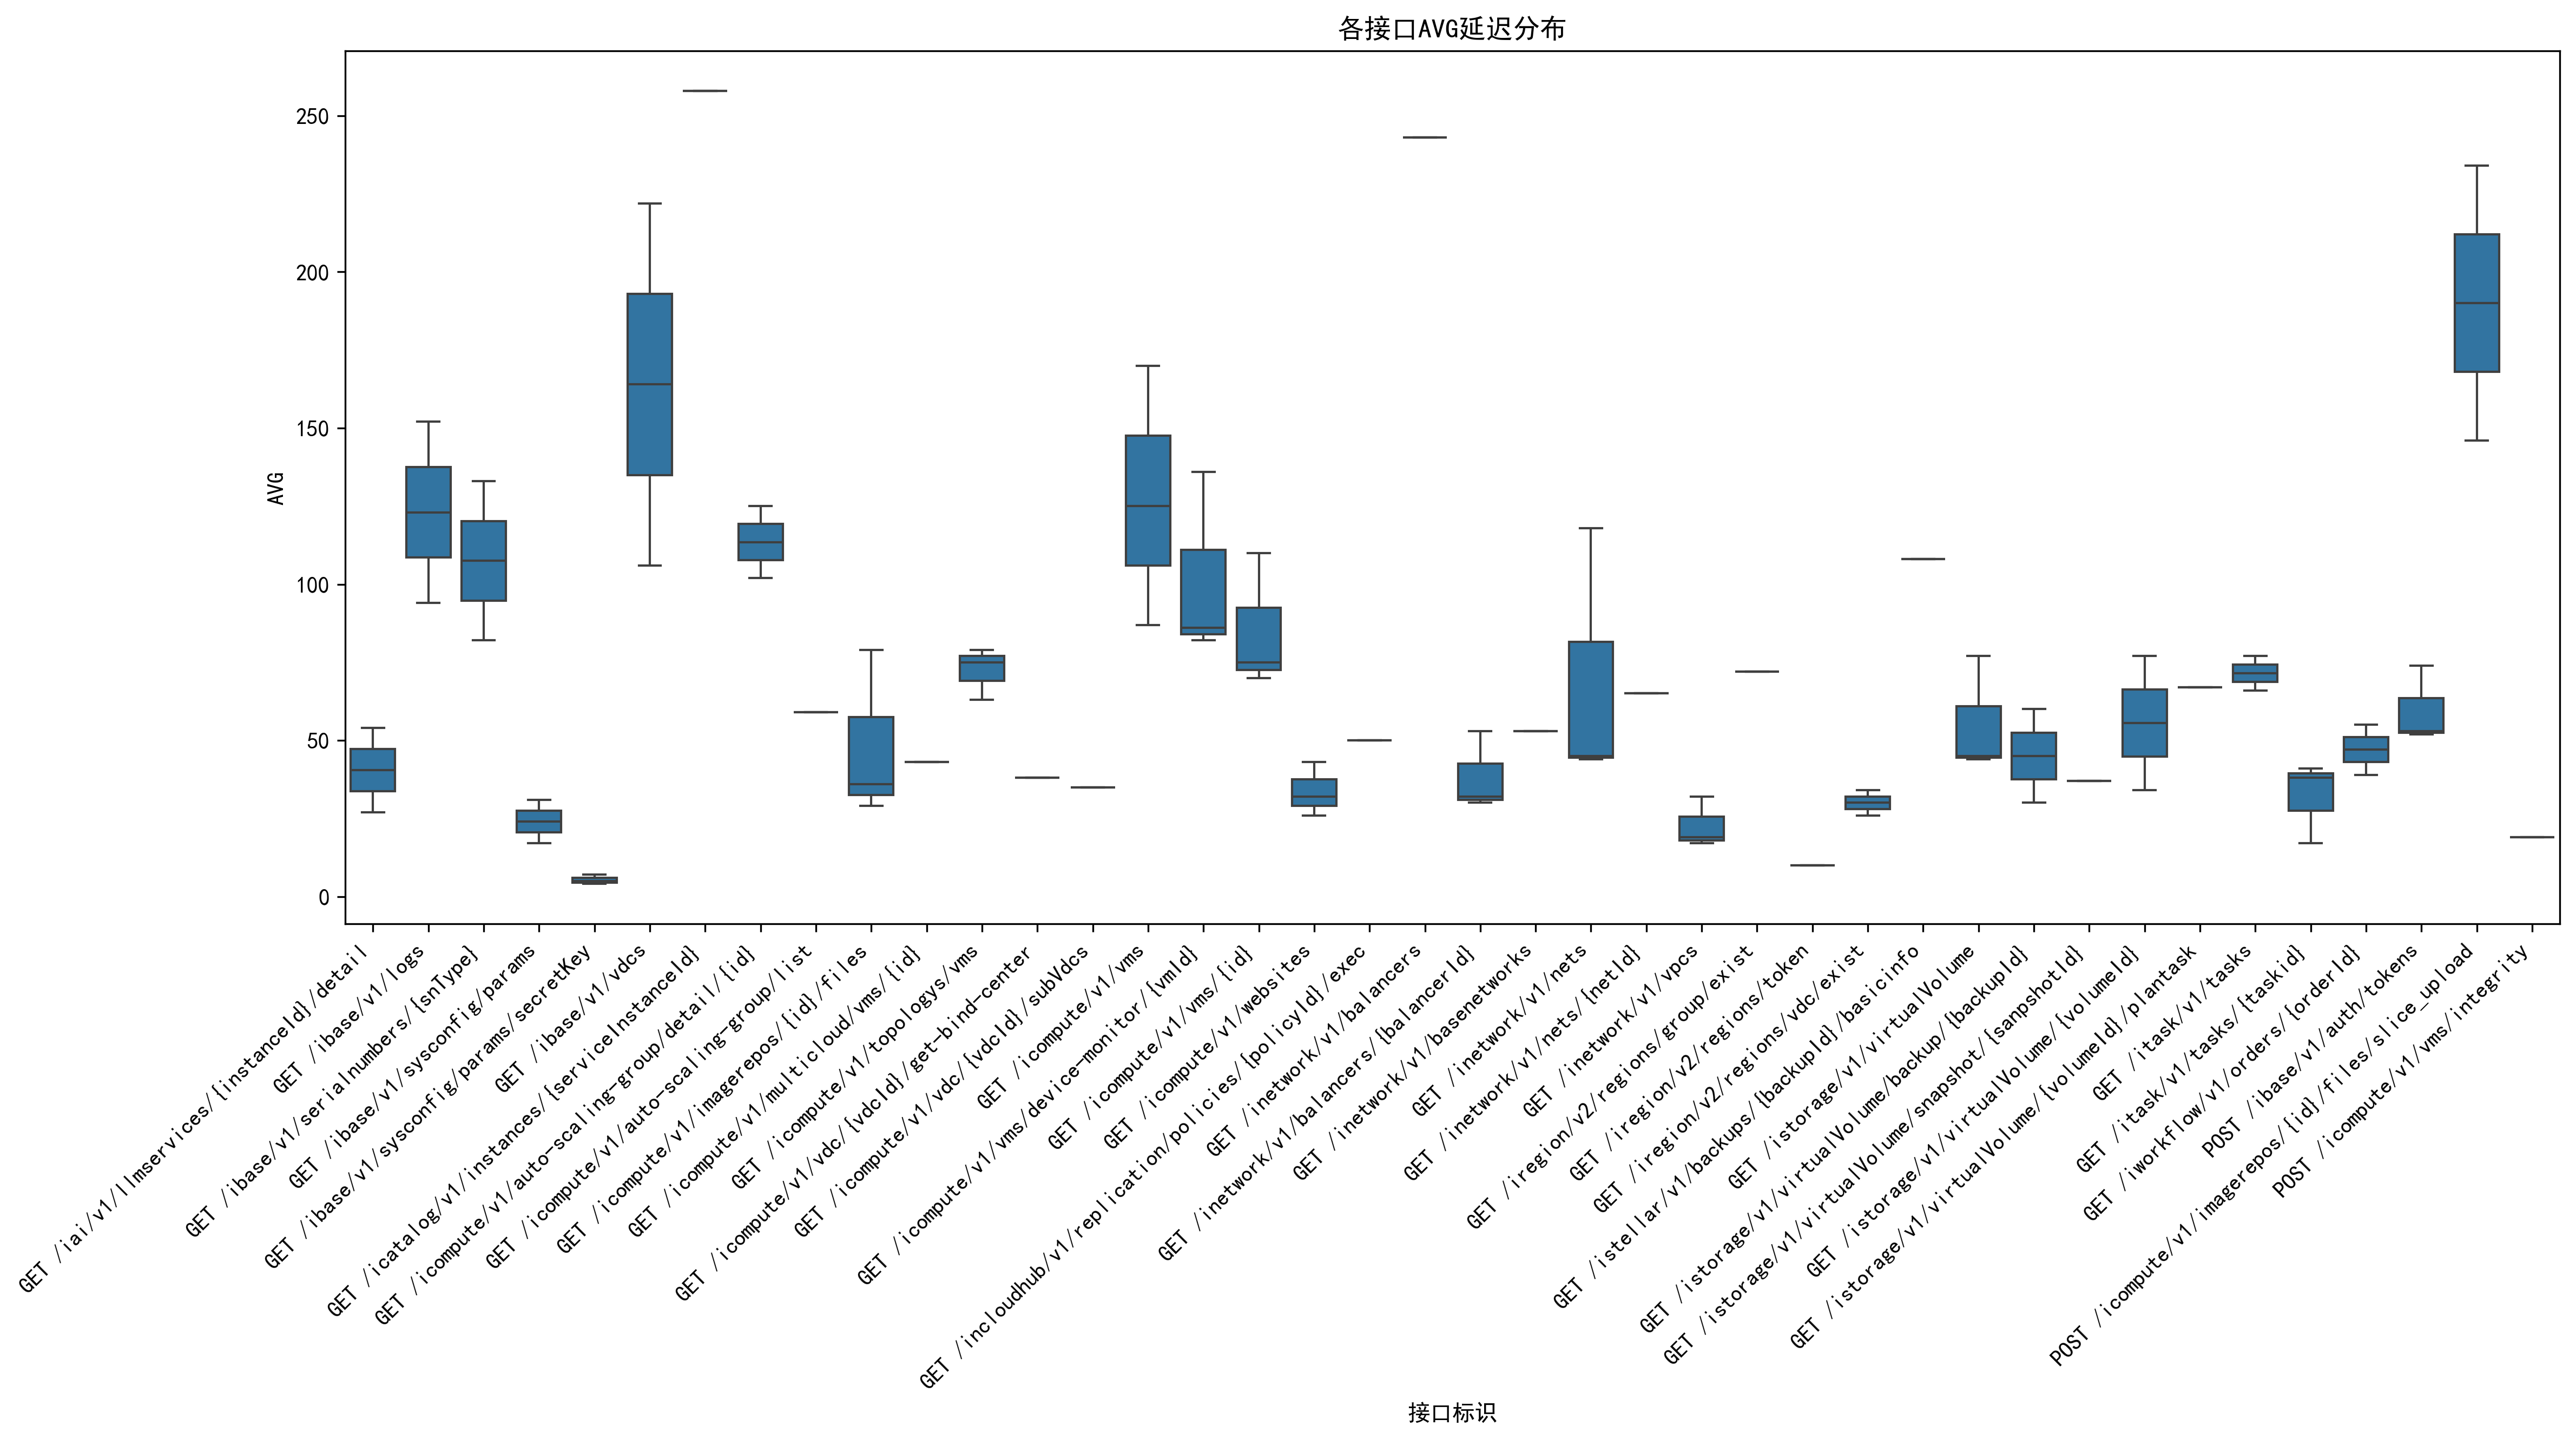 各接口AVG延迟分布
AVG
250
200
150
100
50
0
GET /iai/v1/llmservices/{instanceId}/detail
GET /ibase/v1/logs
GET /ibase/v1/serialnumbers/{snType}
GET /ibase/v1/sysconfig/params
GET /ibase/v1/sysconfig/params/secretKey
GET /ibase/v1/vdcs
GET /icatalog/v1/instances/{serviceInstanceId}
GET /icompute/v1/auto-scaling-group/detail/{id}
GET /icompute/v1/auto-scaling-group/list
GET /icompute/v1/imagerepos/{id}/files
GET /icompute/v1/multicloud/vms/{id}
GET /icompute/v1/topologys/vms
GET /icompute/v1/vdc/{vdcId}/get-bind-center
GET /icompute/v1/vdc/{vdcId}/subVdcs
GET /icompute/v1/vms
GET /icompute/v1/vms/device-monitor/{vmId}
GET /icompute/v1/vms/{id}
GET /icompute/v1/websites
GET /incloudhub/v1/replication/policies/{policyId}/exec
GET /inetwork/v1/balancers
GET /inetwork/v1/balancers/{balancerId}
GET /inetwork/v1/basenetworks
GET /inetwork/v1/nets
GET /inetwork/v1/nets/{netId}
GET /inetwork/v1/vpcs
GET /iregion/v2/regions/group/exist
GET /iregion/v2/regions/token
GET /iregion/v2/regions/vdc/exist
GET /istellar/v1/backups/{backupId}/basicinfo
GET /istorage/v1/virtualVolume
GET /istorage/v1/virtualVolume/backup/{backupId}
GET /istorage/v1/virtualVolume/snapshot/{sanpshotId}
GET /istorage/v1/virtualVolume/{volumeId}
GET /istorage/v1/virtualVolume/{volumeId}/plantask
GET /itask/v1/tasks
GET /itask/v1/tasks/{taskid}
GET /iworkflow/v1/orders/{orderId}
POST /ibase/v1/auth/tokens
POST /icompute/v1/imagerepos/{id}/files/slice_upload
POST /icompute/v1/vms/integrity
接口标识